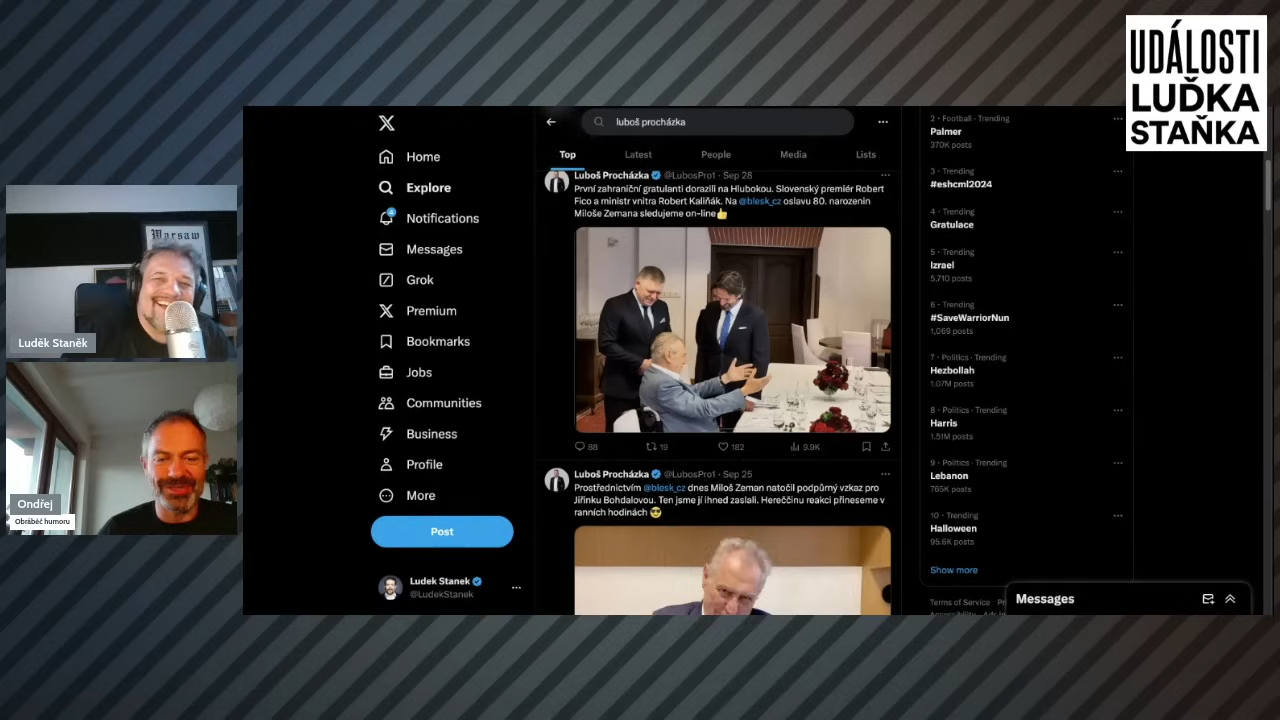 UDÁLOSTI
LUĎKA
STAŇKA
Warsaw
Luděk Staněk
Ondřej
Obráběč humoru
Home
Explore
Notifications
Messages
Grok
Premium
Bookmarks
Jobs
Communities
Business
Profile
More
Post
Ludek Stanek
@LudekStanek
luboš procházka
Top Latest People Media Lists
Luboš Procházka @LubosPro1 · Sep 28
První zahraniční gratulanti dorazili na Hlubokou. Slovenský premiér Robert
Fico a ministr vnitra Robert Kaliňák. Na @blesk_cz oslavu 80. narozenin
Miloše Zemana sledujeme on-line👍
88 19 182 9.9K
Luboš Procházka @LubosPro1 · Sep 25
Prostřednictvím @blesk_cz dnes Miloš Zeman natočil podpůrný vzkaz pro
Jiřinku Bohdalovou. Ten jsme jí ihned zaslali. Hereččinu reakci přineseme v
ranních hodinách 😎
2 · Football · Trending
Palmer
370K posts
3 · Trending
#eshcml2024
4 · Trending
Gratulace
5 · Trending
Izrael
5,710 posts
6 · Trending
#SaveWarriorNun
1,069 posts
7 · Politics · Trending
Hezbollah
1.07M posts
8 · Politics · Trending
Harris
1.51M posts
9 · Politics · Trending
Lebanon
765K posts
10 · Trending
Halloween
95.6K posts
Show more
Terms of Service
Messages